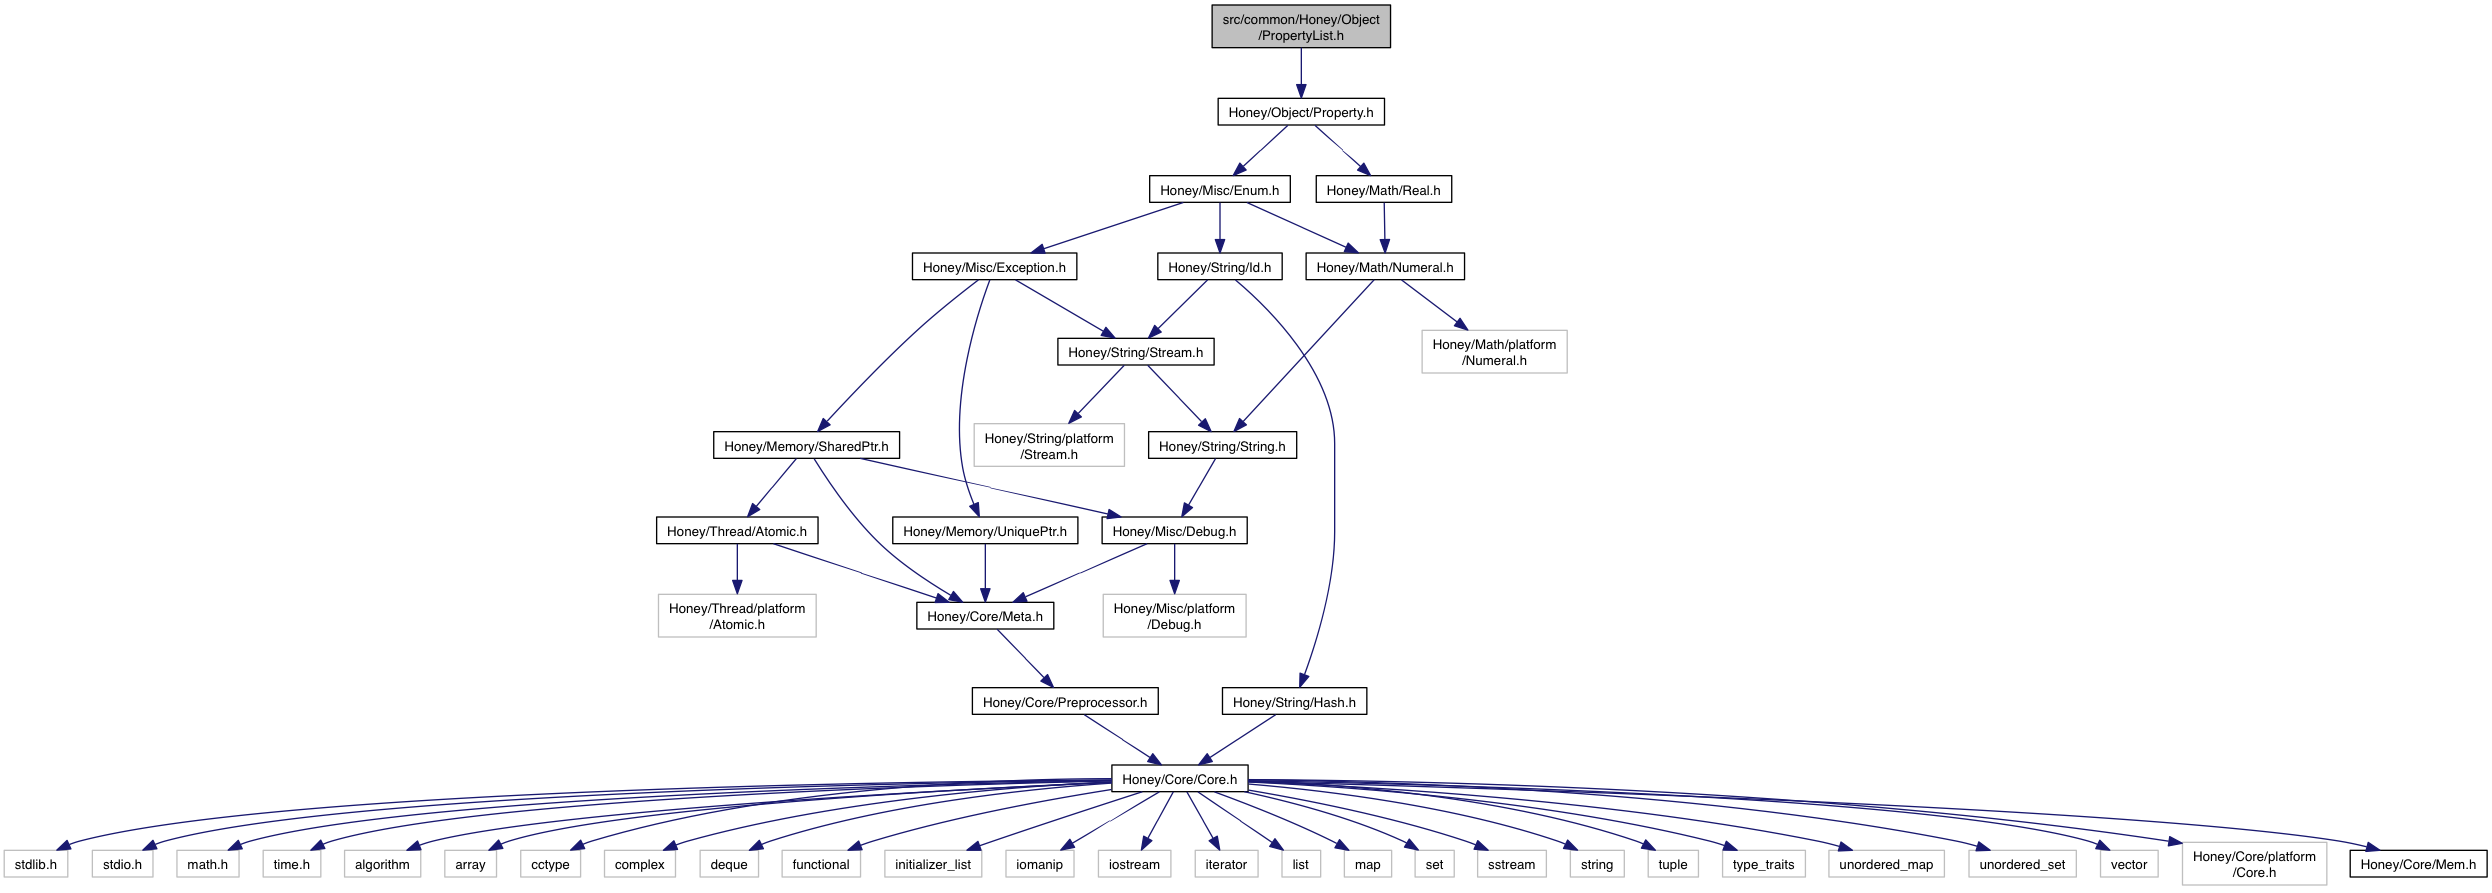 src/common/Honey/Object
/PropertyList.h
Honey/Object/Property.h
Honey/Misc/Enum.h
Honey/Math/Real.h
Honey/Misc/Exception.h
Honey/String/Id.h
Honey/Math/Numeral.h
Honey/String/Stream.h
Honey/Math/platform
/Numeral.h
Honey/Memory/SharedPtr.h
Honey/String/platform
/Stream.h
Honey/String/String.h
Honey/Thread/Atomic.h
Honey/Memory/UniquePtr.h
Honey/Misc/Debug.h
Honey/Thread/platform
/Atomic.h
Honey/Core/Meta.h
Honey/Misc/platform
/Debug.h
Honey/Core/Preprocessor.h
Honey/String/Hash.h
Honey/Core/Core.h
stdlib.h
stdio.h
math.h
time.h
algorithm
array
cctype
complex
deque
functional
initializer_list
iomanip
iostream
iterator
list
map
set
sstream
string
tuple
type_traits
unordered_map
unordered_set
vector
Honey/Core/platform
/Core.h
Honey/Core/Mem.h